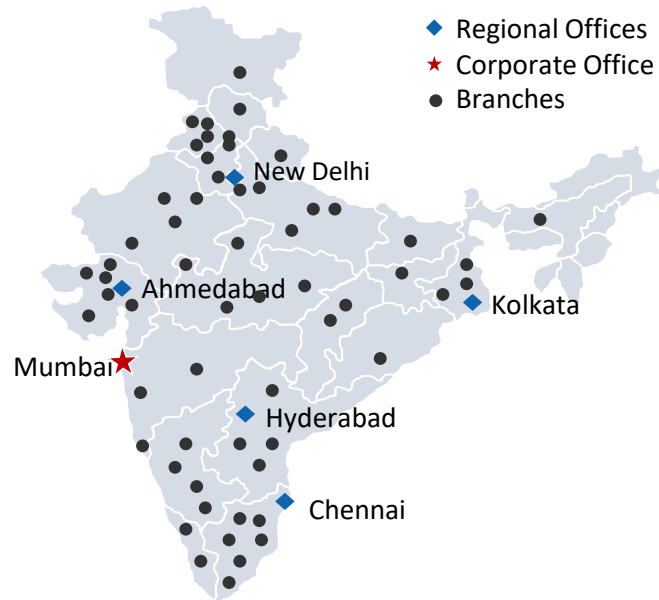 Regional Offices
Corporate Office
Branches
New Delhi
Ahmedabad
Kolkata
Mumbai
Hyderabad
Chennai